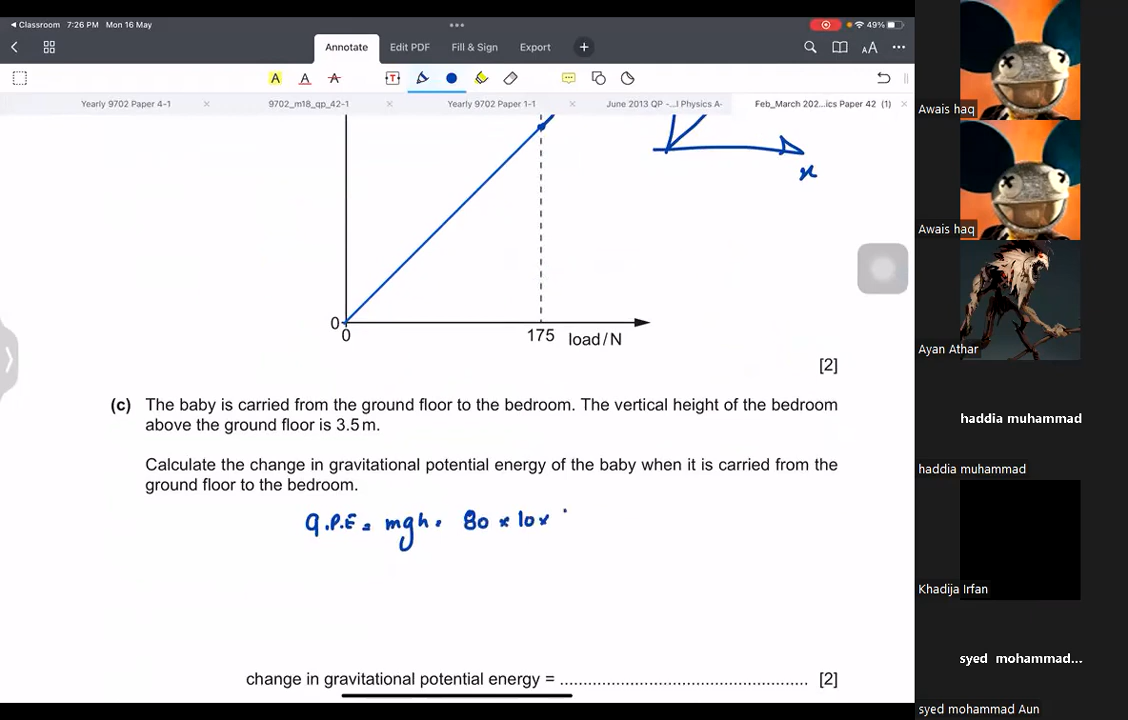 Classroom 7:26 PM Mon 16 May 49%
Annotate Edit PDF Fill & Sign Export
Yearly 9702 Paper 4-1 9702_m18_qp_42-1 Yearly 9702 Paper 1-1 June 2013 QP -...l Physics A- Feb_March 202...ics Paper 42 (1)
x
0
0 175 load/N
[2]
(c) The baby is carried from the ground floor to the bedroom. The vertical height of the bedroom
above the ground floor is 3.5 m.
Calculate the change in gravitational potential energy of the baby when it is carried from the
ground floor to the bedroom.
G.P.E = mgh = 80 x 10 x
change in gravitational potential energy = .................................................... [2]
Awais haq
Awais haq
Ayan Athar
haddia muhammad
haddia muhammad
Khadija Irfan
syed mohammad...
syed mohammad Aun